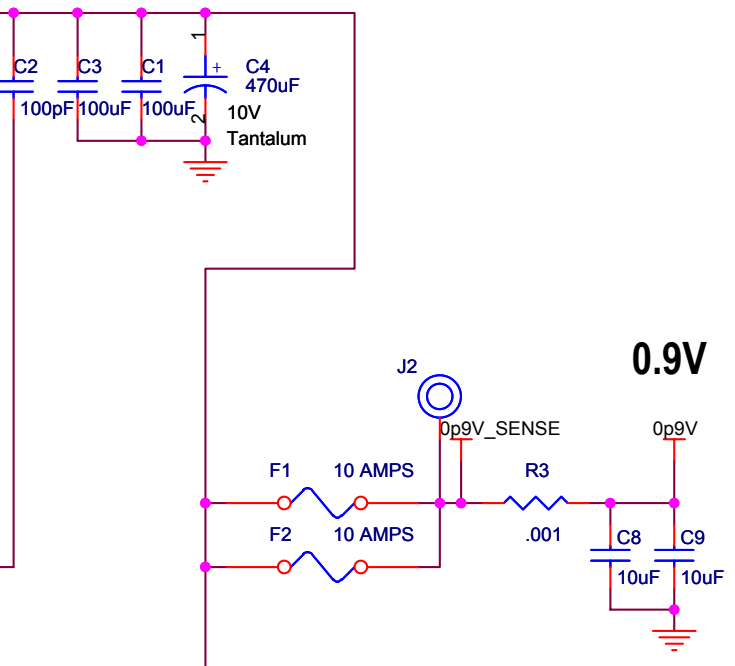 1
C2
C3
C1
+
C4
470uF
100pF
100uF
100uF
2
10V
Tantalum
0.9V
J2
0p9V_SENSE
0p9V
F1
10 AMPS
R3
F2
10 AMPS
.001
C8
C9
10uF
10uF